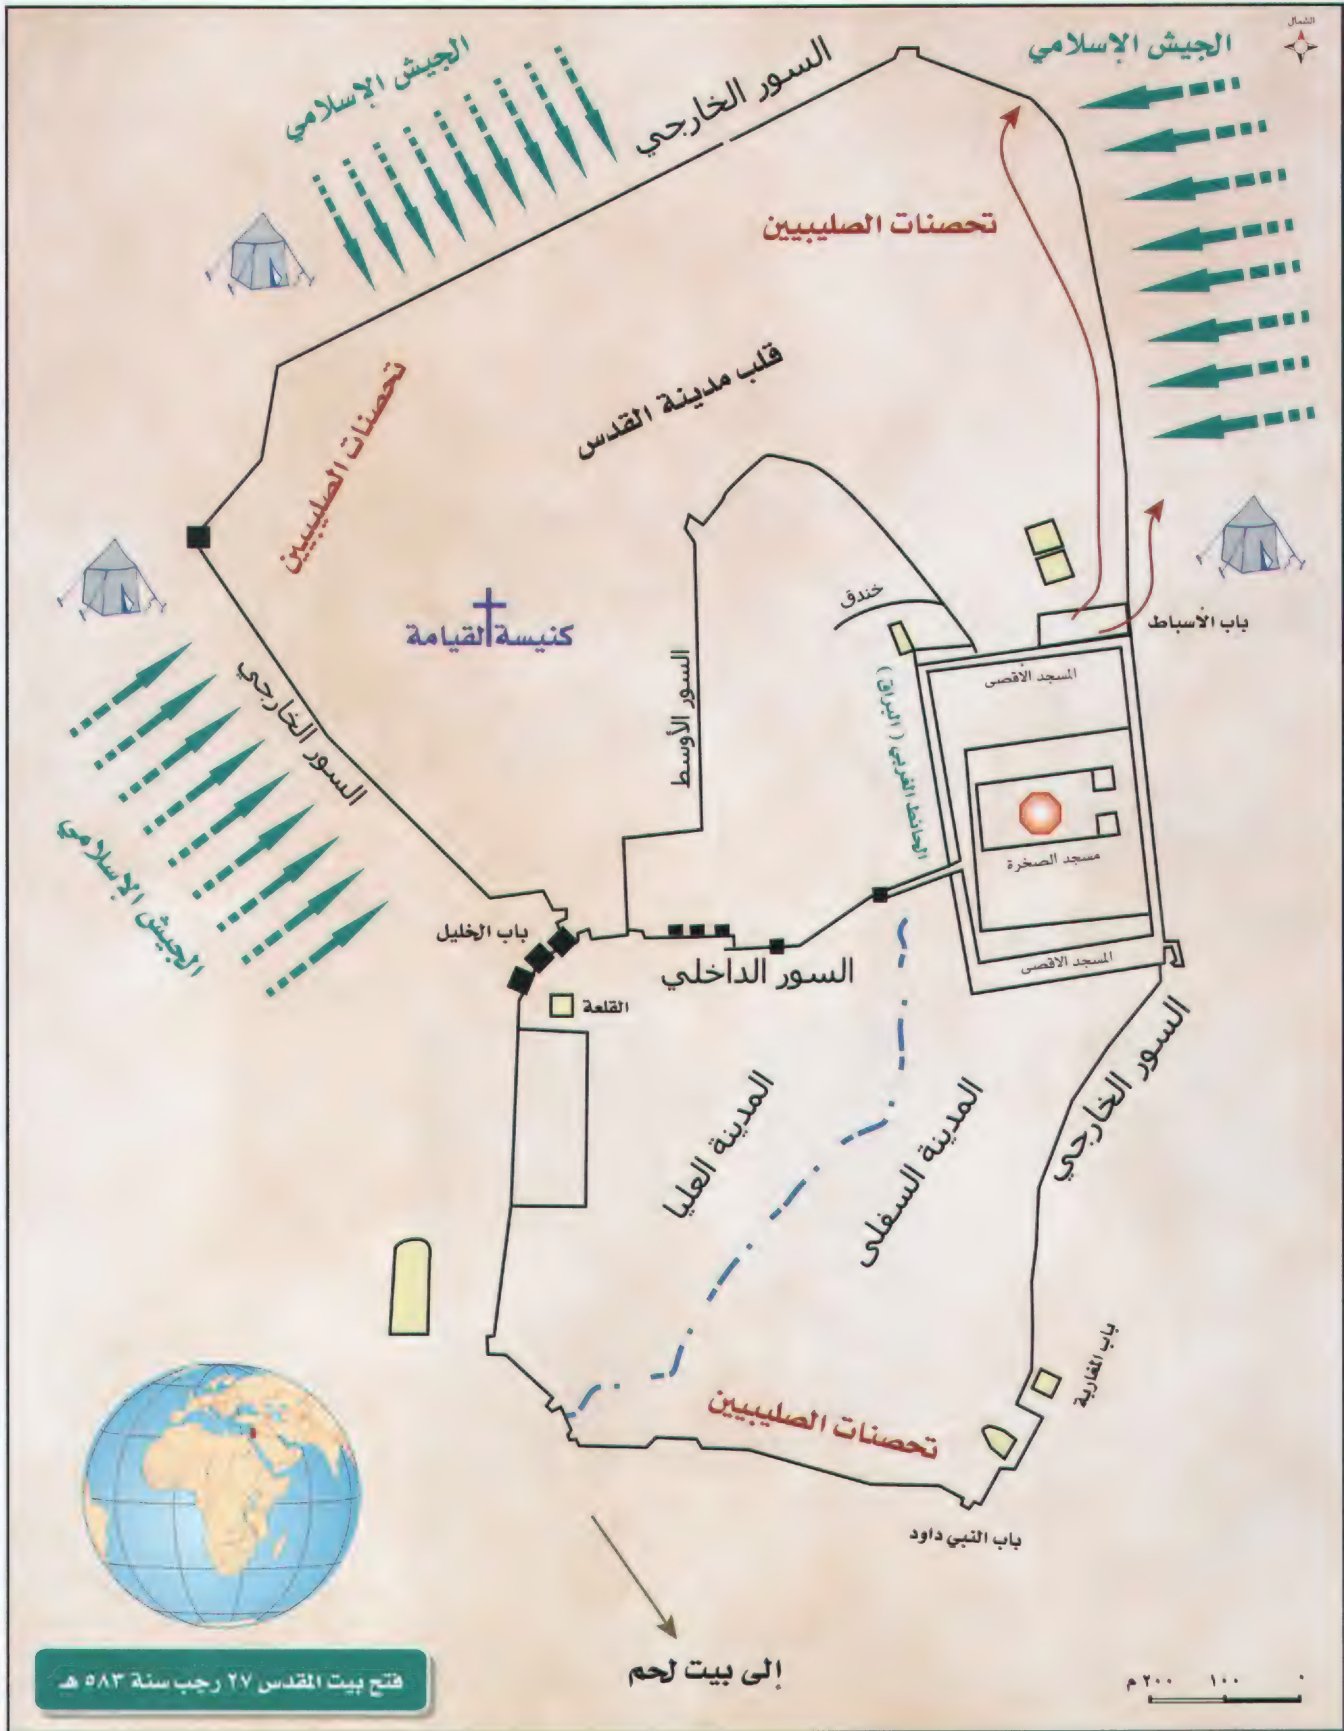 الشمال
الجيش الإسلامي
الجيش الإسلامي
السور الخارجي
تحصنات الصليبيين
قلب مدينة القدس
تحصنات الصليبيين
كنيسة القيامة
خندق
باب الأسباط
المسجد الأقصى
السور الأوسط
الحائط الغربي ( البراق )
السور الخارجي
الجيش الإسلامي
مسجد الصخرة
باب الخليل
المسجد الاقصى
السور الداخلي
القلعة
السور الخارجي
المدينة العليا
المدينة السفلى
باب المغاربة
تحصنات الصليبيين
باب النبي داود
إلى بيت لحم
فتح بيت المقدس ٢٧ رجب سنة ٥٨٣ هـ
٠ ١٠٠ ٢٠٠ م